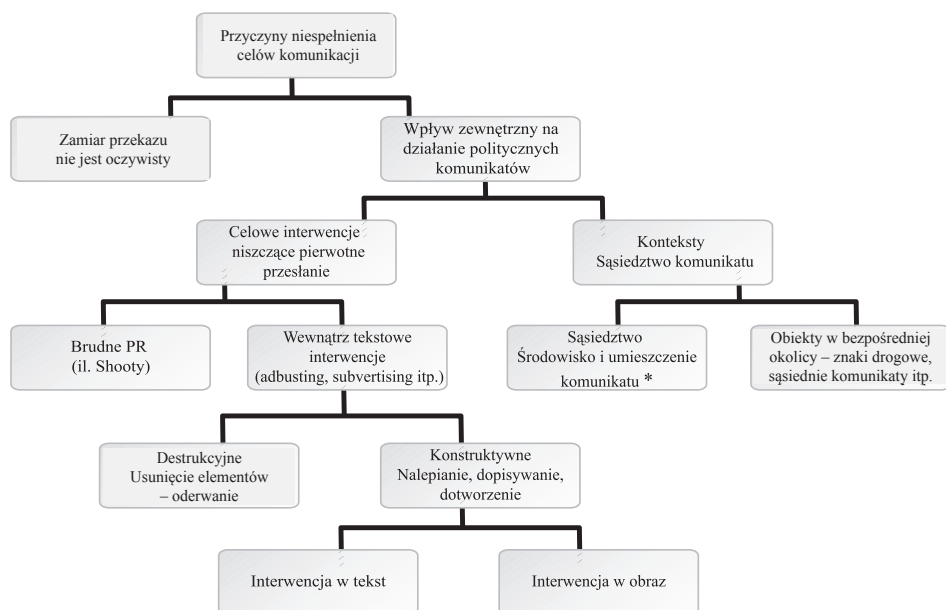 Przyczyny niespełnienia
celów komunikacji
Zamiar przekazu
nie jest oczywisty
Wpływ zewnętrzny na
działanie politycznych
komunikatów
Celowe interwencje
niszczące pierwotne
przesłanie
Konteksty
Sąsiedztwo komunikatu
Brudne PR
(il. Shooty)
Wewnątrz tekstowe
interwencje
(adbusting, subvertising itp.)
Sąsiedztwo
Środowisko i umieszczenie
komunikatu *
Obiekty w bezpośredniej
okolicy – znaki drogowe,
sąsiednie komunikaty itp.
Destrukcyjne
Usunięcie elementów
– oderwanie
Konstruktywne
Nalepianie, dopisywanie,
dotworzenie
Interwencja w tekst
Interwencja w obraz